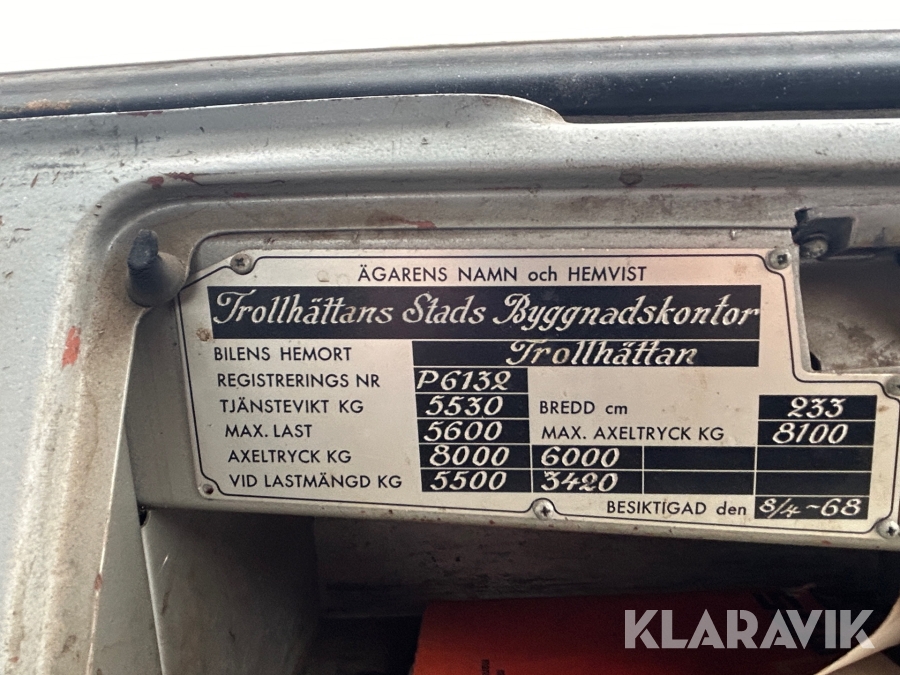 ÄGARENS NAMN och HEMVIST
Trollhättans Stads Byggnadskontor
BILENS HEMORT Trollhättan
REGISTRERINGS NR P6132
TJÄNSTEVIKT KG 5530 BREDD cm 233
MAX. LAST 5600 MAX. AXELTRYCK KG 8100
AXELTRYCK KG 8000 6000
VID LASTMÄNGD KG 5500 3420
BESIKTIGAD den 8/4-68
KLARAVIK